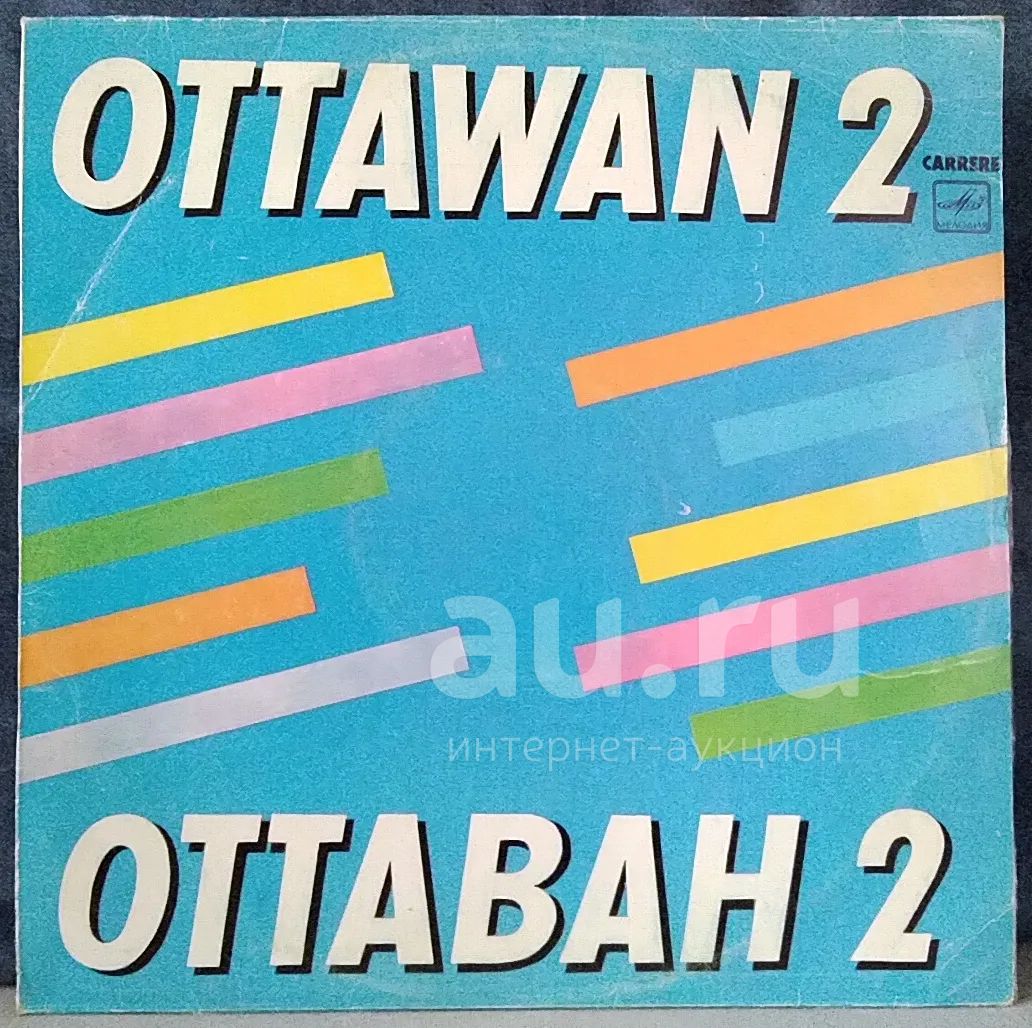 OTTAWAN 2
CARRERE
МЕЛОДИЯ
au.ru
интернет-аукцион
ОТТАВАН 2